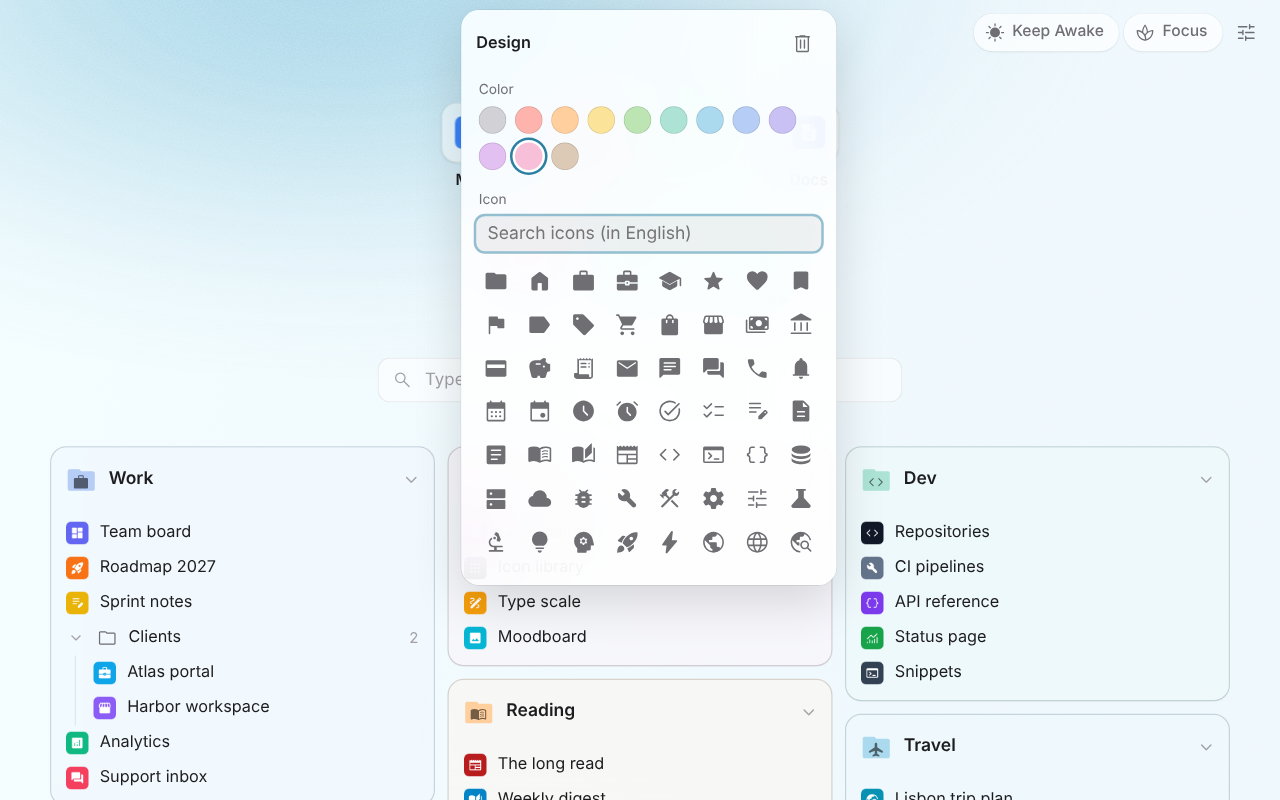 Design
Keep Awake
Focus
Color
Docs
Icon
Search icons (in English)
Type
Work
Team board
Roadmap 2027
Sprint notes
Clients
2
Atlas portal
Harbor workspace
Analytics
Support inbox
Icon library
Type scale
Moodboard
Reading
The long read
Weekly digest
Dev
Repositories
CI pipelines
API reference
Status page
Snippets
Travel
Lisbon trip plan